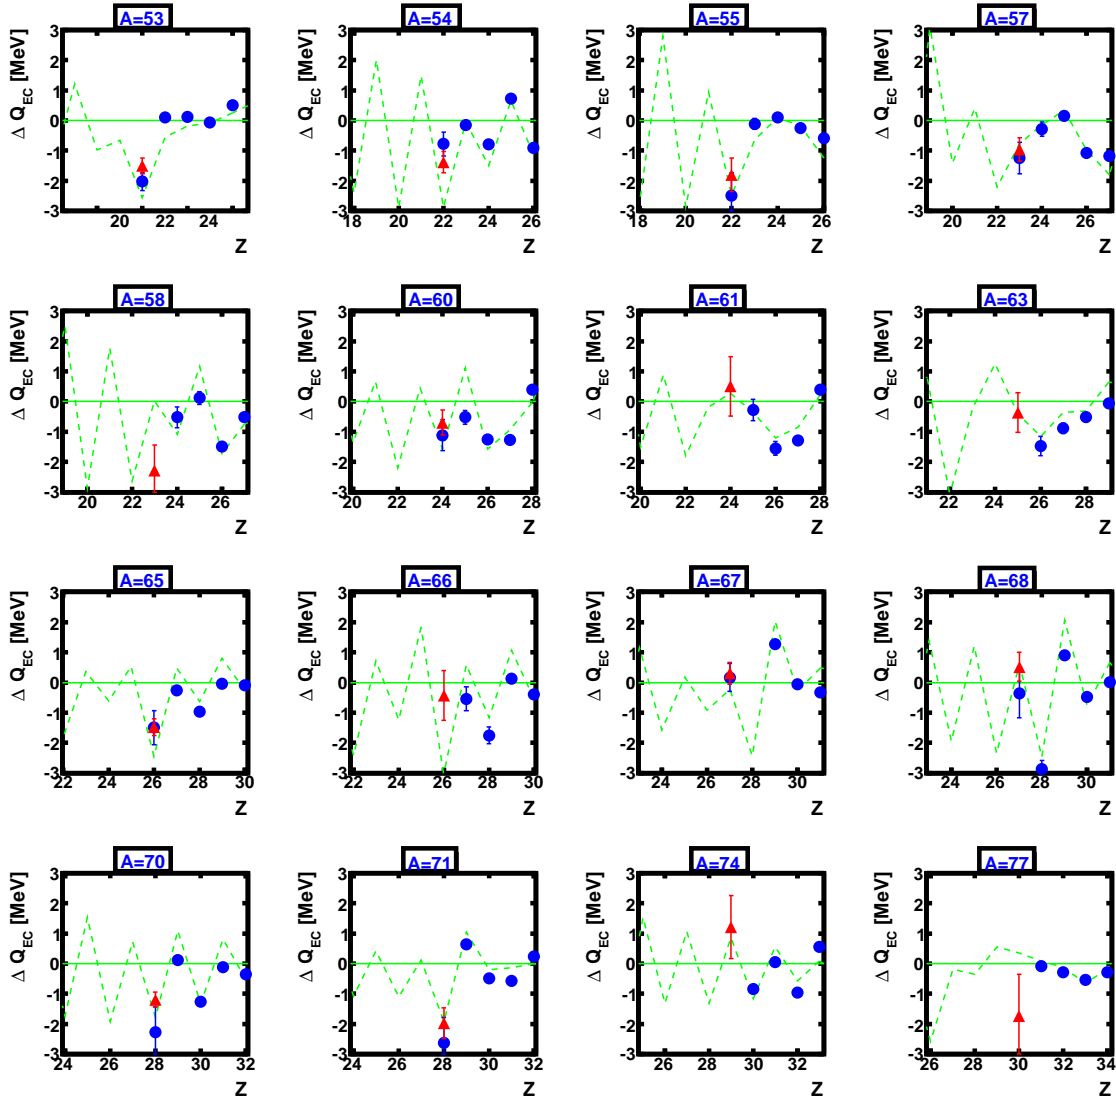 A=53 A=54 A=55 A=57
Δ Q_EC [MeV] Δ Q_EC [MeV] Δ Q_EC [MeV] Δ Q_EC [MeV]
3 3 3 3
2 2 2 2
1 1 1 1
0 0 0 0
-1 -1 -1 -1
-2 -2 -2 -2
-3 -3 -3 -3
20 22 24 18 20 22 24 26 18 20 22 24 26 20 22 24 26
Z Z Z Z
A=58 A=60 A=61 A=63
Δ Q_EC [MeV] Δ Q_EC [MeV] Δ Q_EC [MeV] Δ Q_EC [MeV]
3 3 3 3
2 2 2 2
1 1 1 1
0 0 0 0
-1 -1 -1 -1
-2 -2 -2 -2
-3 -3 -3 -3
20 22 24 26 20 22 24 26 28 20 22 24 26 28 22 24 26 28
Z Z Z Z
A=65 A=66 A=67 A=68
Δ Q_EC [MeV] Δ Q_EC [MeV] Δ Q_EC [MeV] Δ Q_EC [MeV]
3 3 3 3
2 2 2 2
1 1 1 1
0 0 0 0
-1 -1 -1 -1
-2 -2 -2 -2
-3 -3 -3 -3
22 24 26 28 30 22 24 26 28 30 24 26 28 30 24 26 28 30
Z Z Z Z
A=70 A=71 A=74 A=77
Δ Q_EC [MeV] Δ Q_EC [MeV] Δ Q_EC [MeV] Δ Q_EC [MeV]
3 3 3 3
2 2 2 2
1 1 1 1
0 0 0 0
-1 -1 -1 -1
-2 -2 -2 -2
-3 -3 -3 -3
24 26 28 30 32 24 26 28 30 32 26 28 30 32 26 28 30 32 34
Z Z Z Z